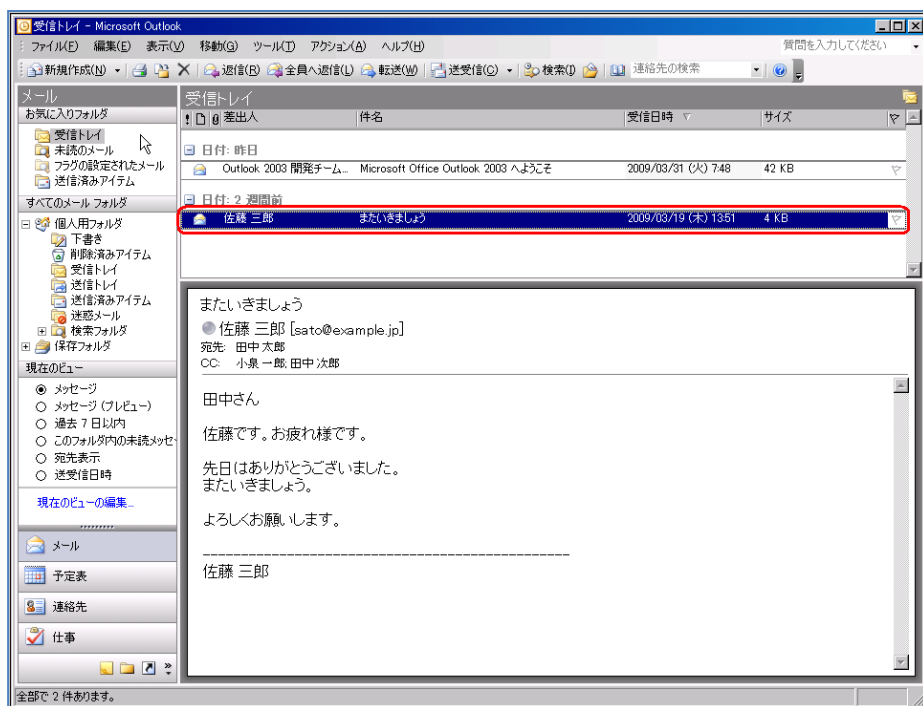 受信トレイ - Microsoft Outlook
ファイル(F) 編集(E) 表示(V) 移動(G) ツール(T) アクション(A) ヘルプ(H) 質問を入力してください
新規作成(N) 返信(R) 全員へ返信(L) 転送(W) 送受信(C) 検索(I) 連絡先の検索
メール
お気に入りフォルダ
受信トレイ
未読のメール
フラグの設定されたメール
送信済みアイテム
すべてのメール フォルダ
個人用フォルダ
下書き
削除済みアイテム
受信トレイ
送信トレイ
送信済みアイテム
迷惑メール
検索フォルダ
保存フォルダ
現在のビュー
メッセージ
メッセージ (プレビュー)
過去 7 日以内
このフォルダ内の未読メッセ
宛先表示
送受信日時
現在のビューの編集...
メール
予定表
連絡先
仕事
受信トレイ
差出人 件名 受信日時 サイズ
日付: 昨日
Outlook 2003 開発チーム... Microsoft Office Outlook 2003 へようこそ 2009/03/31 (火) 7:48 42 KB
日付: 2 週間前
佐藤 三郎 またいきましょう 2009/03/19 (木) 13:51 4 KB
またいきましょう
佐藤 三郎 [sato@example.jp]
宛先: 田中 太郎
CC: 小泉 一郎; 田中 次郎
田中さん
佐藤です。お疲れ様です。
先日はありがとうございました。
またいきましょう。
よろしくお願いします。
------------------------------------------------
佐藤 三郎
全部で 2 件あります。